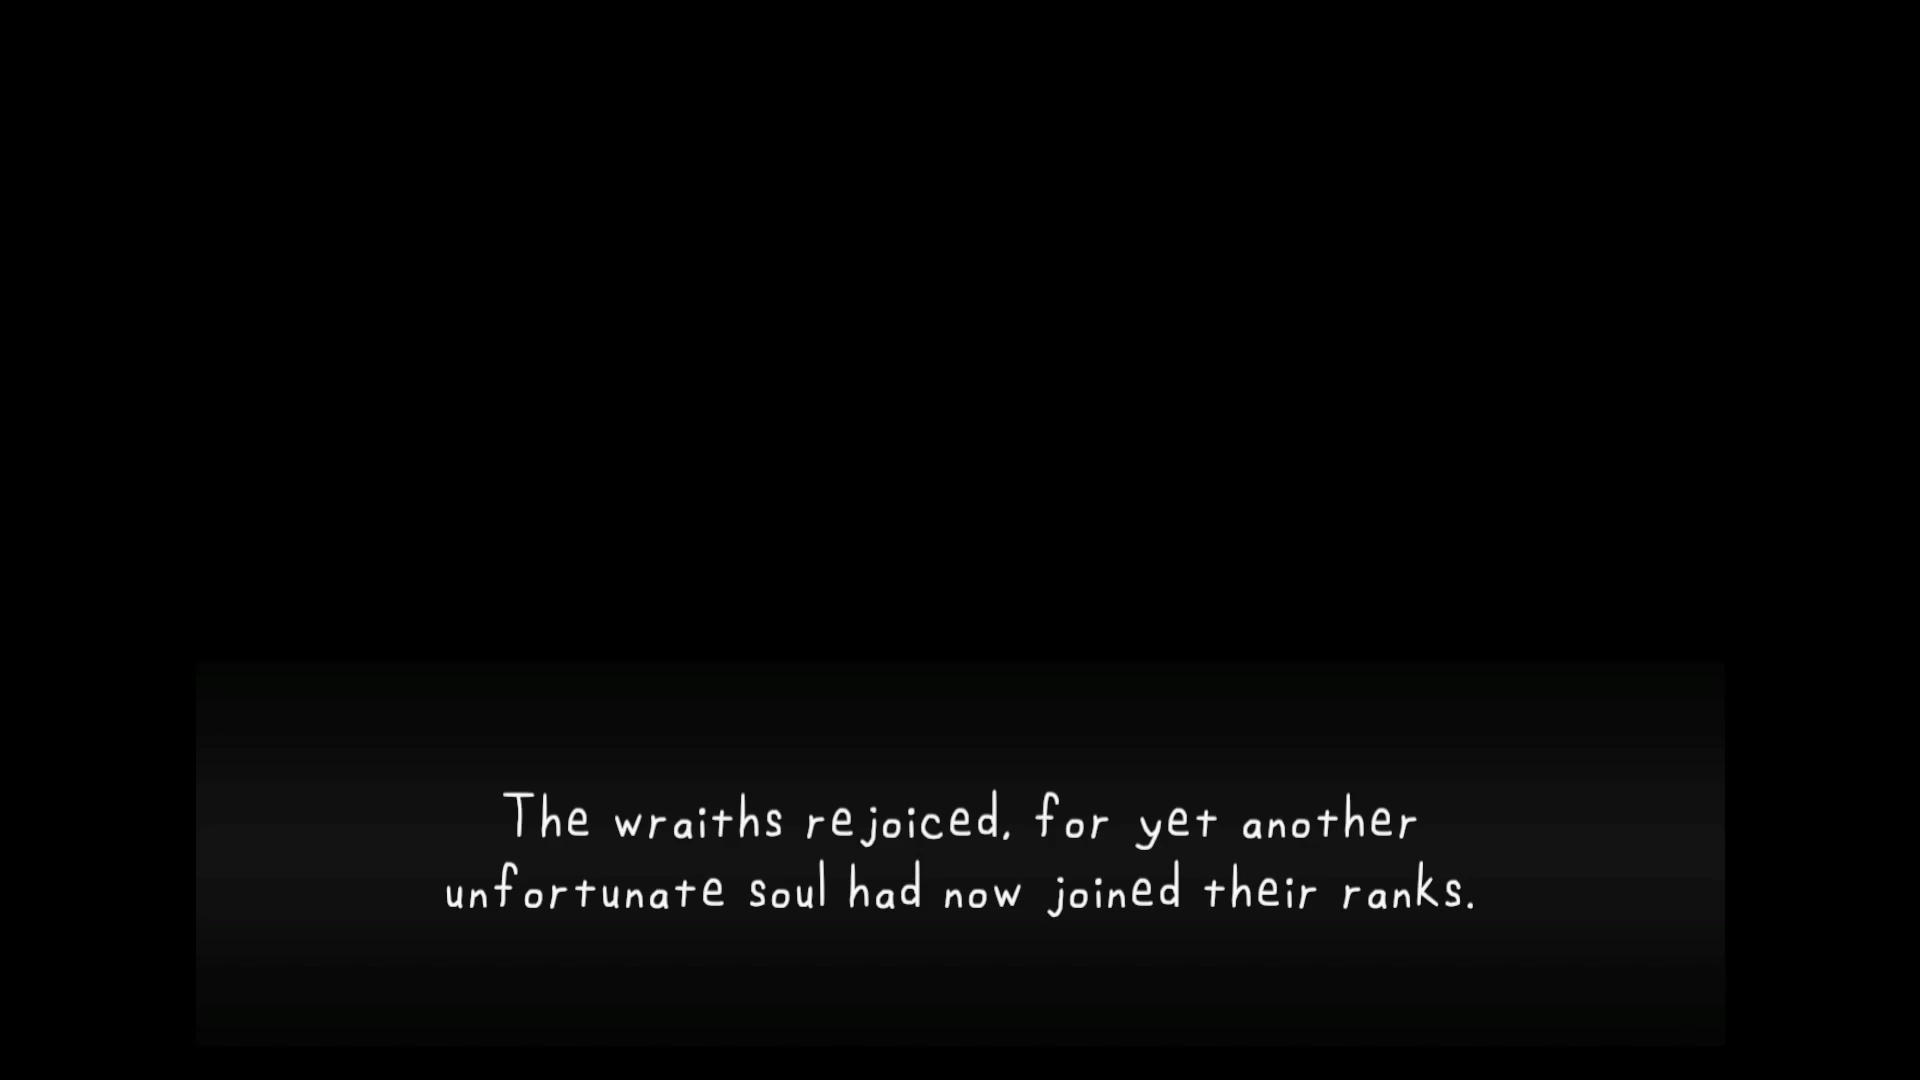 The wraiths rejoiced, for yet another
unfortunate soul had now joined their ranks.